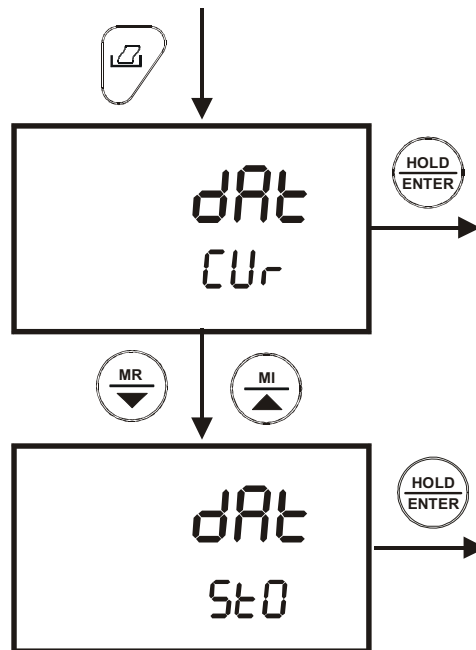 HOLD
ENTER
dAt
CUr
MR
MI
HOLD
ENTER
dAt
StO